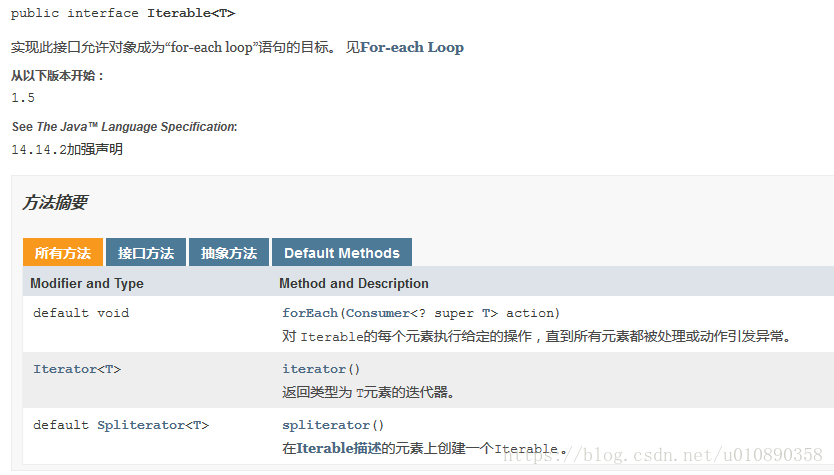 public interface Iterable<T>
实现此接口允许对象成为“for-each loop”语句的目标。 见For-each Loop
从以下版本开始：
1.5
See The Java™ Language Specification:
14.14.2加强声明
方法摘要
所有方法 接口方法 抽象方法 Default Methods
Modifier and Type Method and Description
default void forEach(Consumer<? super T> action)
对 Iterable的每个元素执行给定的操作，直到所有元素都被处理或动作引发异常。
Iterator<T> iterator()
返回类型为 T元素的迭代器。
default Spliterator<T> spliterator()
在Iterable描述的元素上创建一个Iterable 。
https://blog.csdn.net/u010890358